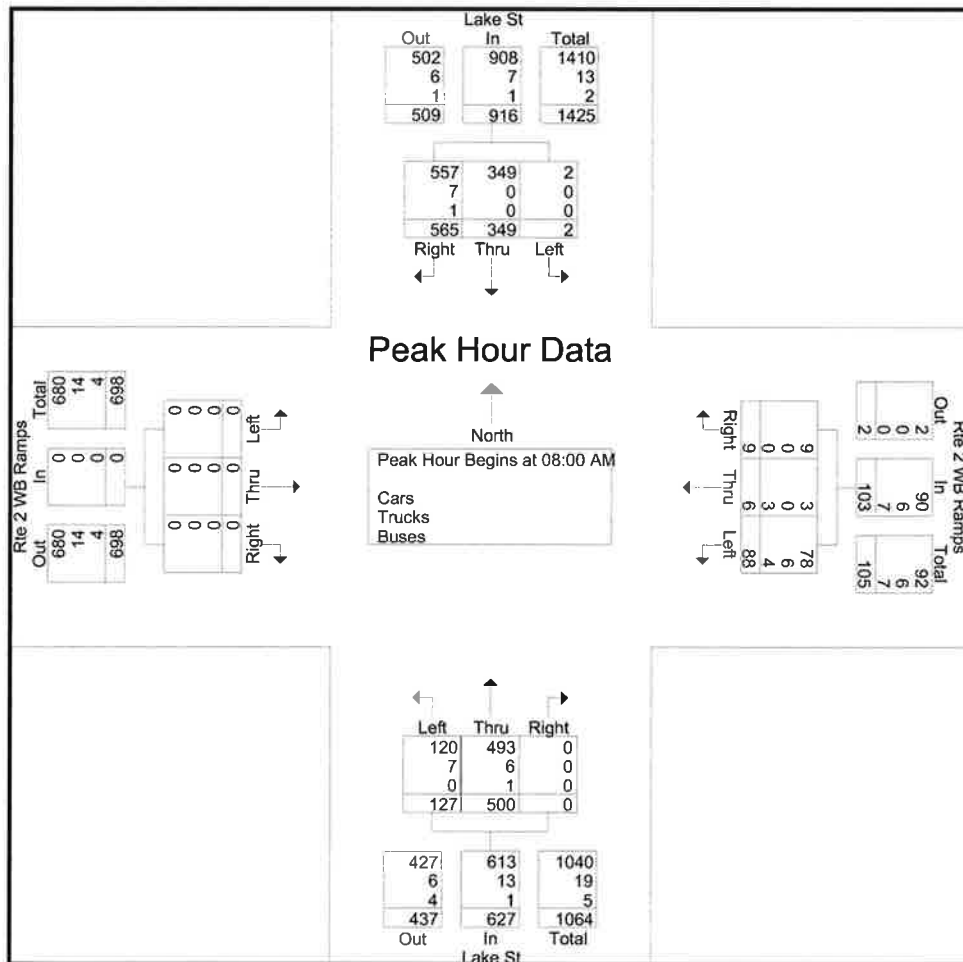 Lake St
Out In Total
502 908 1410
6 7 13
1 1 2
509 916 1425
557 349 2
7 0 0
1 0 0
565 349 2
Right Thru Left
Peak Hour Data
North
Peak Hour Begins at 08:00 AM
Cars
Trucks
Buses
Rte 2 WB Ramps
Out In Total
680 0 680
14 0 14
4 0 4
698 0 698
0 0 0
0 0 0
0 0 0
0 0 0
Right Thru Left
Rte 2 WB Ramps
Out In Total
2 90 92
0 6 6
0 7 7
2 103 105
9 3 78
0 0 6
0 3 4
9 6 88
Right Thru Left
Left Thru Right
120 493 0
7 6 0
0 1 0
127 500 0
427 613 1040
6 13 19
4 1 5
437 627 1064
Out In Total
Lake St